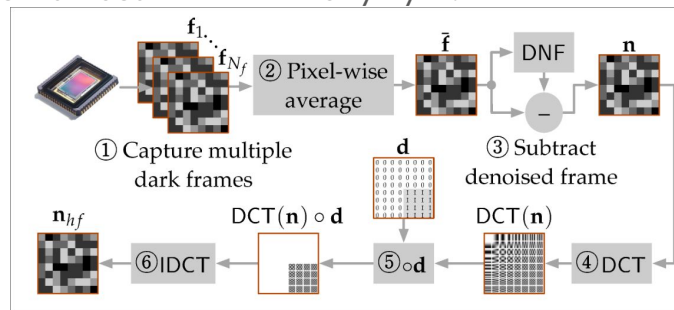 f1
fNf
② Pixel-wise
average
f̄
DNF
−
n
① Capture multiple
dark frames
③ Subtract
denoised frame
d
0 0 0 0 0 0 0 0
0 0 0 0 0 0 0 0
0 0 0 0 0 0 0 0
0 0 0 0 0 0 0 0
0 0 0 0 1 1 1 1
0 0 0 0 1 1 1 1
0 0 0 0 1 1 1 1
0 0 0 0 1 1 1 1
nhf
⑥IDCT
DCT(n) ∘ d
⑤∘d
DCT(n)
④DCT